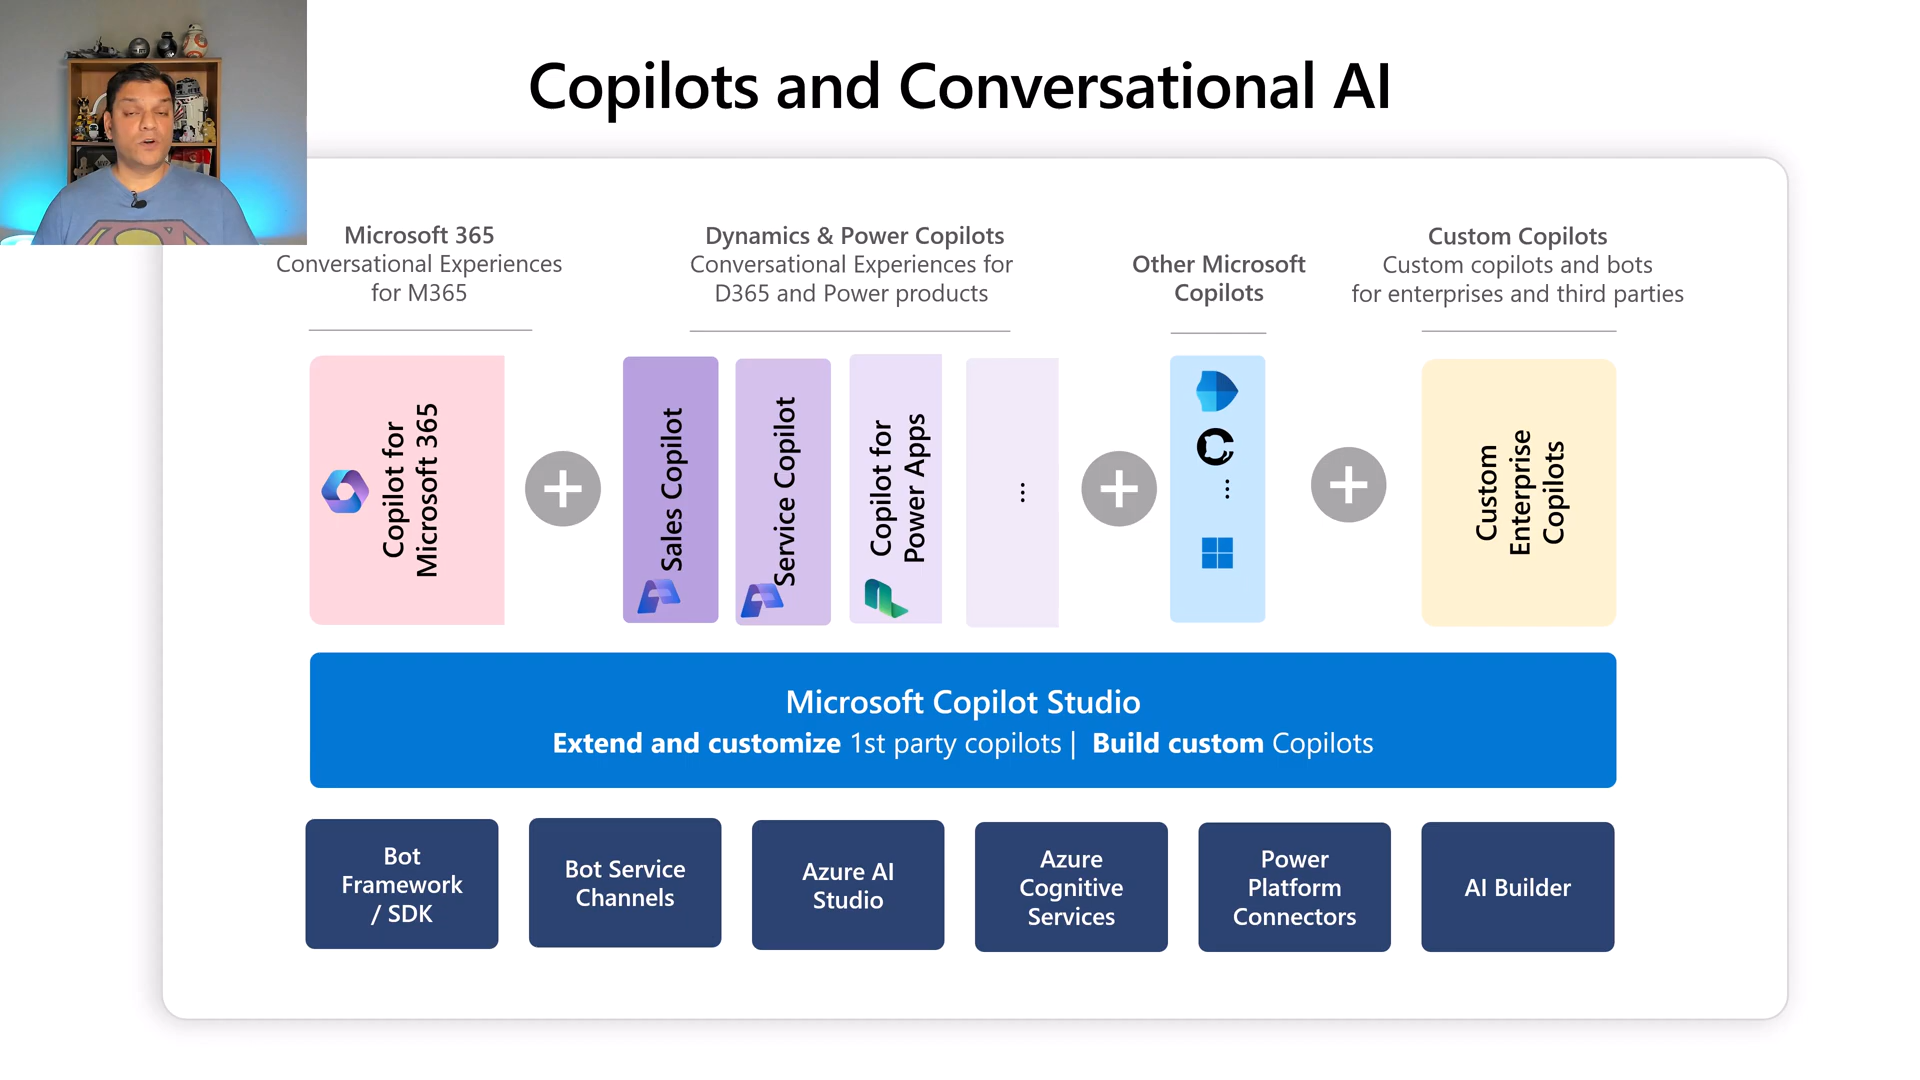 Copilots and Conversational AI
Microsoft 365
Conversational Experiences
for M365
Dynamics & Power Copilots
Conversational Experiences for
D365 and Power products
Other Microsoft
Copilots
Custom Copilots
Custom copilots and bots
for enterprises and third parties
Copilot for
Microsoft 365
Sales Copilot
Service Copilot
Copilot for
Power Apps
...
...
Custom
Enterprise
Copilots
Microsoft Copilot Studio
Extend and customize 1st party copilots | Build custom Copilots
Bot
Framework
/ SDK
Bot Service
Channels
Azure AI
Studio
Azure
Cognitive
Services
Power
Platform
Connectors
AI Builder